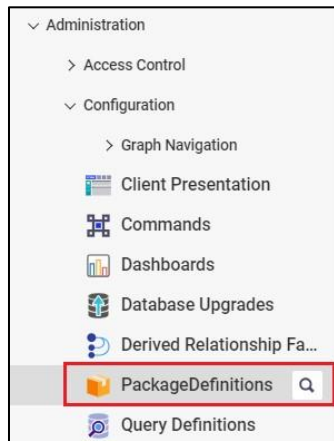 Administration
Access Control
Configuration
Graph Navigation
Client Presentation
Commands
Dashboards
Database Upgrades
Derived Relationship Fa...
PackageDefinitions
Query Definitions